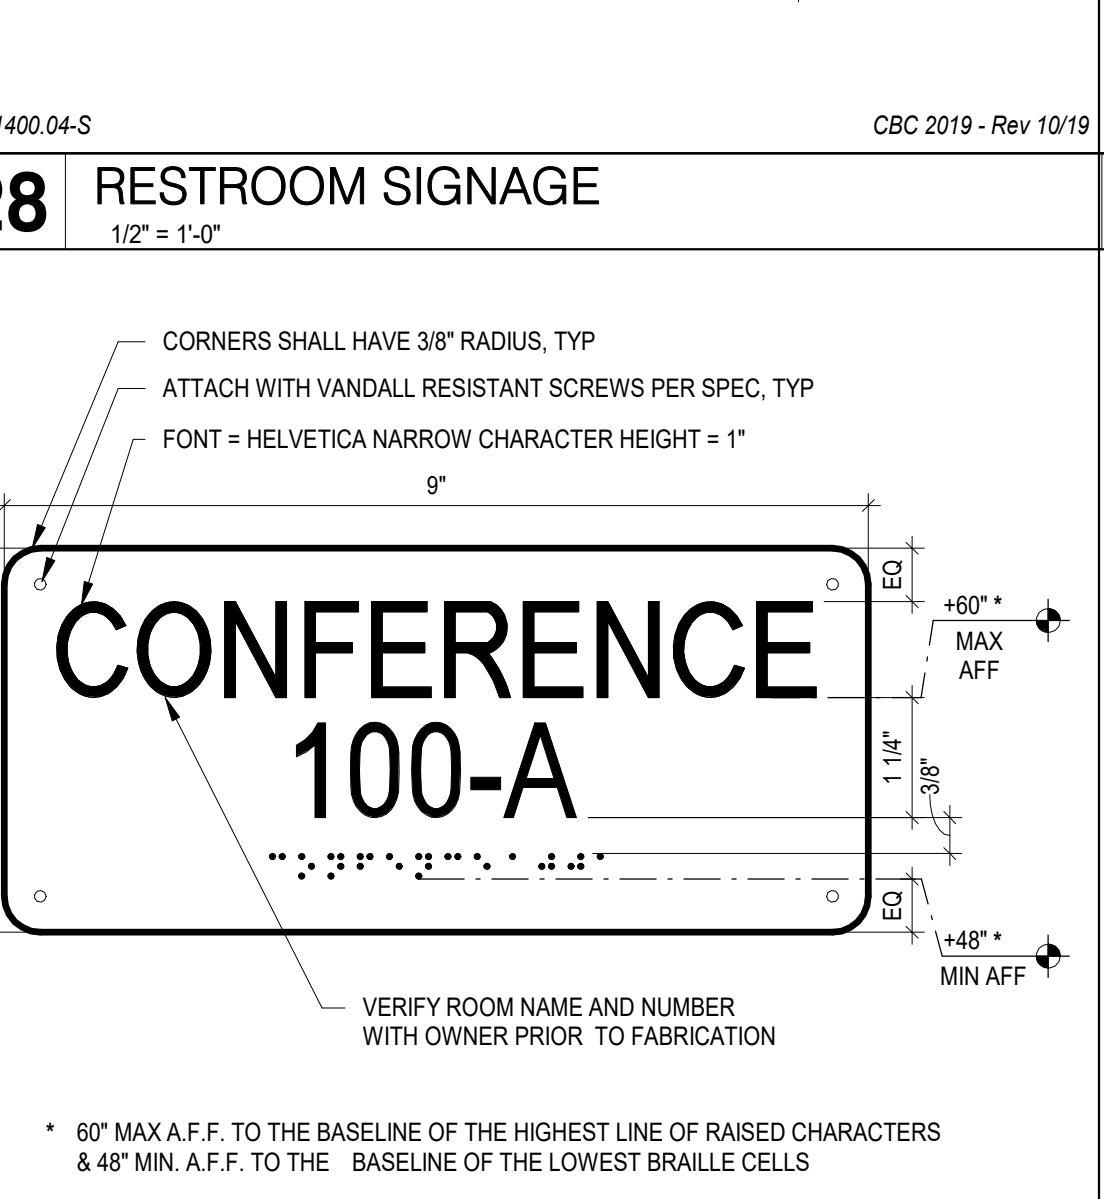 1400.04-S
CBC 2019 - Rev 10/19
28
RESTROOM SIGNAGE
1/2" = 1'-0"
CORNERS SHALL HAVE 3/8" RADIUS, TYP
ATTACH WITH VANDALL RESISTANT SCREWS PER SPEC, TYP
FONT = HELVETICA NARROW CHARACTER HEIGHT = 1"
9"
EQ
CONFERENCE
+60" *
MAX
AFF
100-A
1 1/4"
3/8"
EQ
+48" *
MIN AFF
VERIFY ROOM NAME AND NUMBER
WITH OWNER PRIOR TO FABRICATION
* 60" MAX A.F.F. TO THE BASELINE OF THE HIGHEST LINE OF RAISED CHARACTERS
& 48" MIN. A.F.F. TO THE BASELINE OF THE LOWEST BRAILLE CELLS